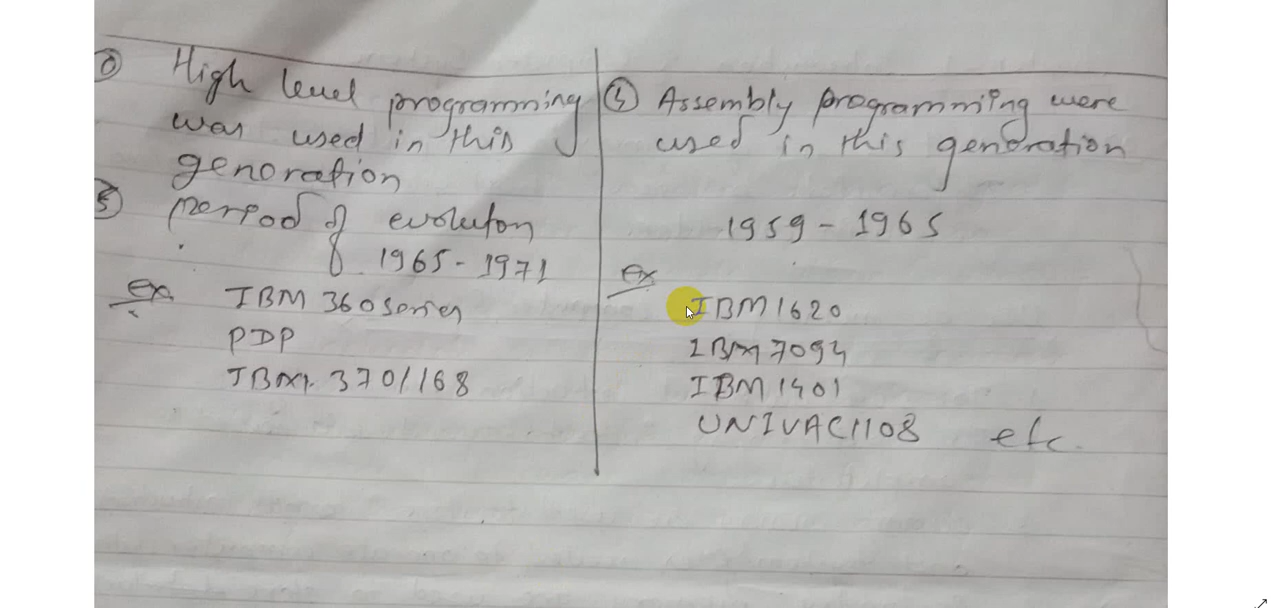 ④ High level programming
was used in this
generation
⑤ period of evoluton
1965 - 1971
ex IBM 360 series
PDP
IBM 370/168
④ Assembly programming were
used in this generation
1959 - 1965
ex
IBM 1620
IBM 7094
IBM 1401
UNIVAC 1108 etc.